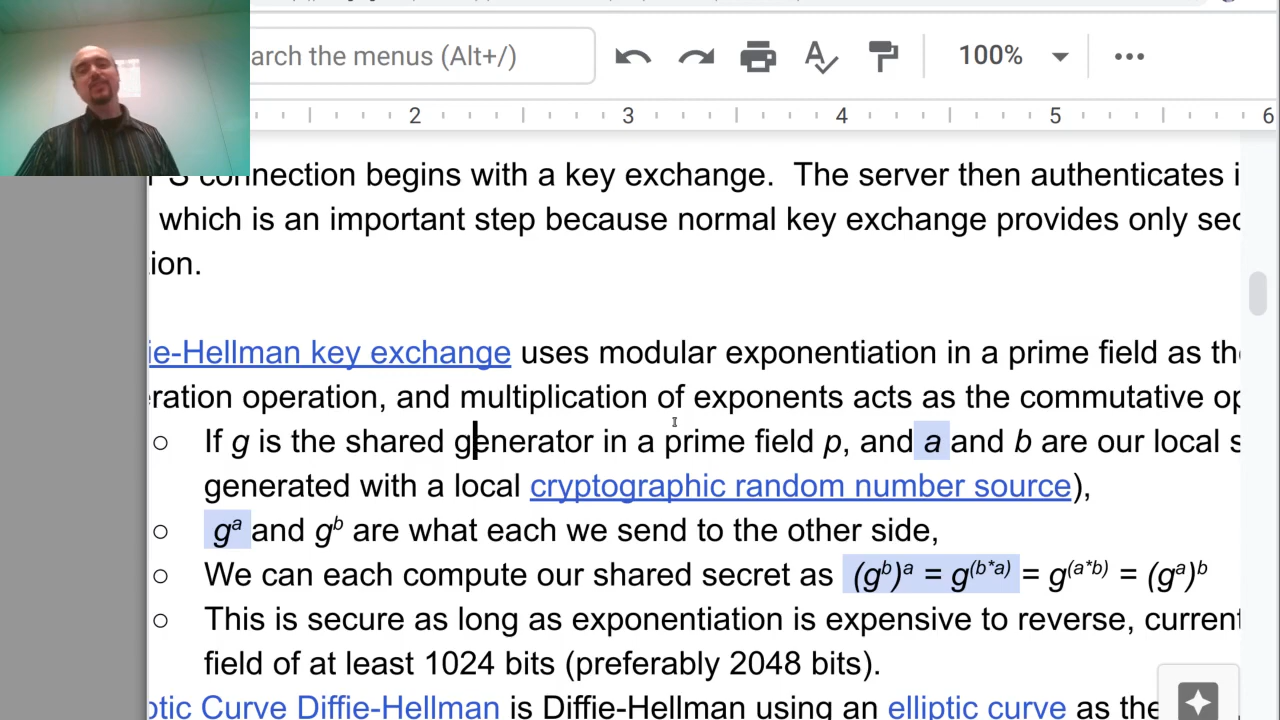 arch the menus (Alt+/) 100%
2 3 4 5 6
S connection begins with a key exchange. The server then authenticates i
which is an important step because normal key exchange provides only sec
tion.
ie-Hellman key exchange uses modular exponentiation in a prime field as the
eration operation, and multiplication of exponents acts as the commutative op
○ If g is the shared generator in a prime field p, and a and b are our local s
generated with a local cryptographic random number source),
○ gᵃ and gᵇ are what each we send to the other side,
○ We can each compute our shared secret as (gᵇ)ᵃ = g⁽ᵇ*ᵃ⁾ = g⁽ᵃ*ᵇ⁾ = (gᵃ)ᵇ
○ This is secure as long as exponentiation is expensive to reverse, current
field of at least 1024 bits (preferably 2048 bits).
ptic Curve Diffie-Hellman is Diffie-Hellman using an elliptic curve as the